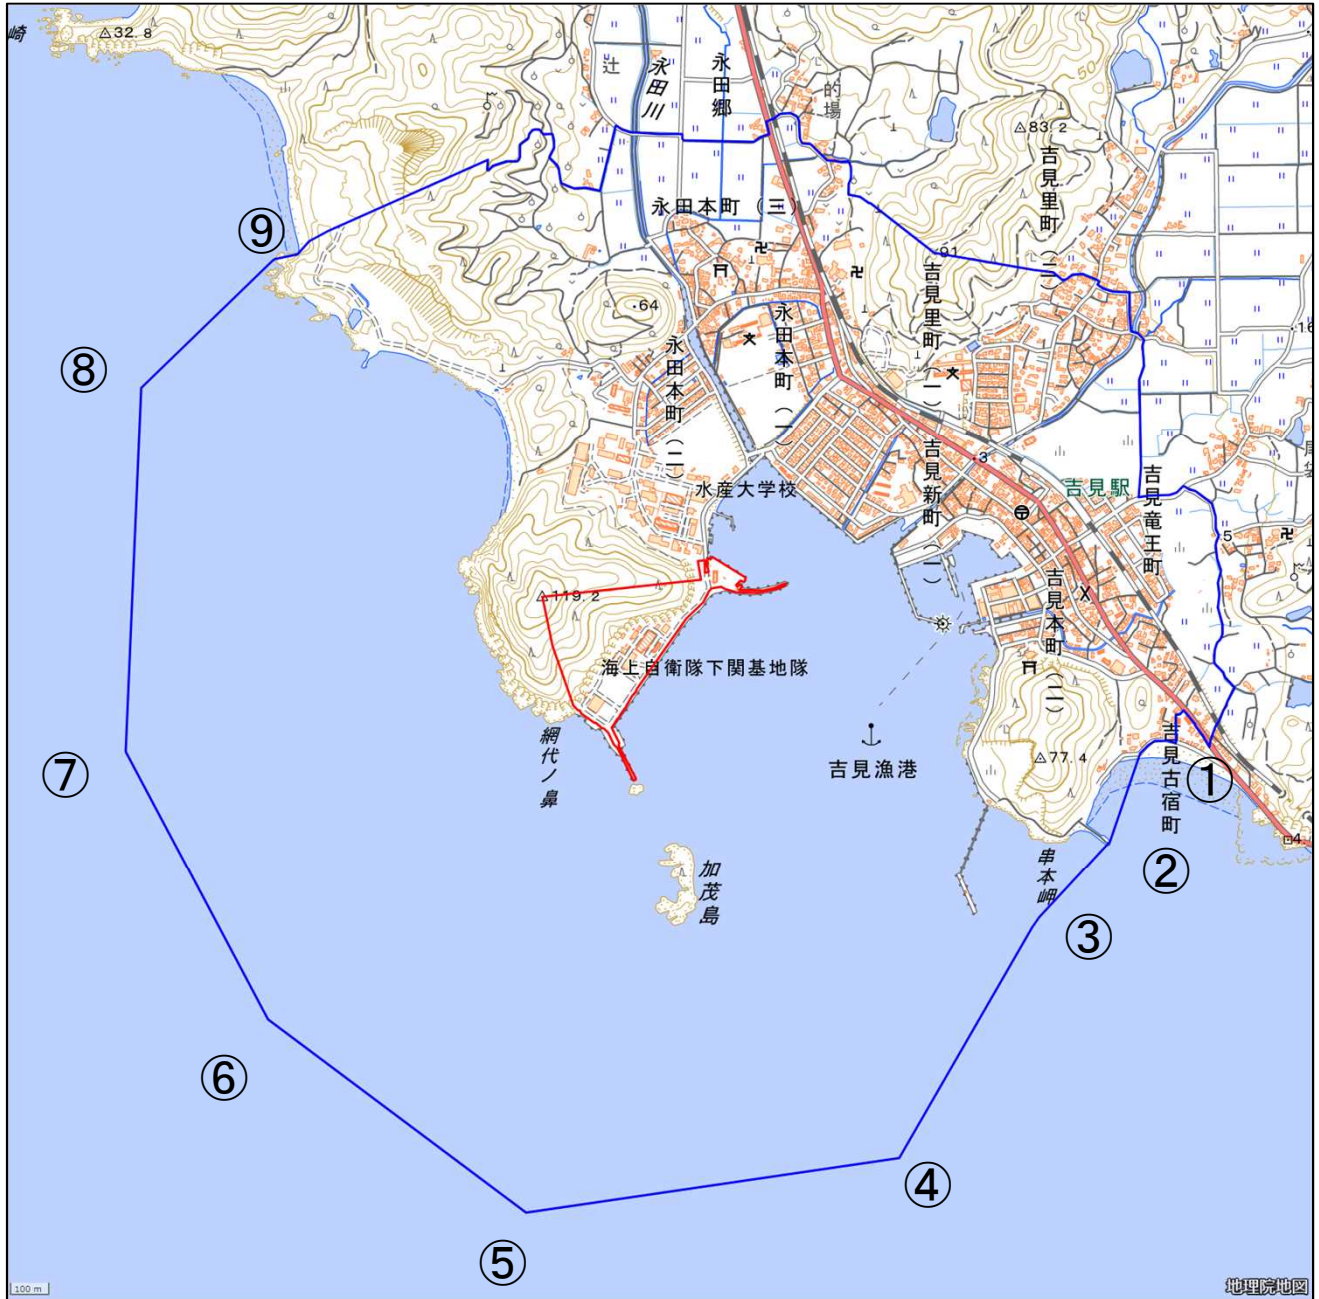 崎
32.8
辻
永田川
永田郷
的場
50
83.2
吉見里町(二)
永田本町(三)
⑨
91
吉見里町(一)
64
永田本町(一)
永田本町(二)
16
⑧
3
吉見新町(一)
水産大学校
吉見駅
吉見竜王町
5
119.2
海上自衛隊下関基地隊
吉見本町(二)
網代ノ鼻
吉見漁港
77.4
吉見古宿町
①
⑦
4.
加茂島
串本岬
②
③
⑥
④
⑤
100 m
地理院地図